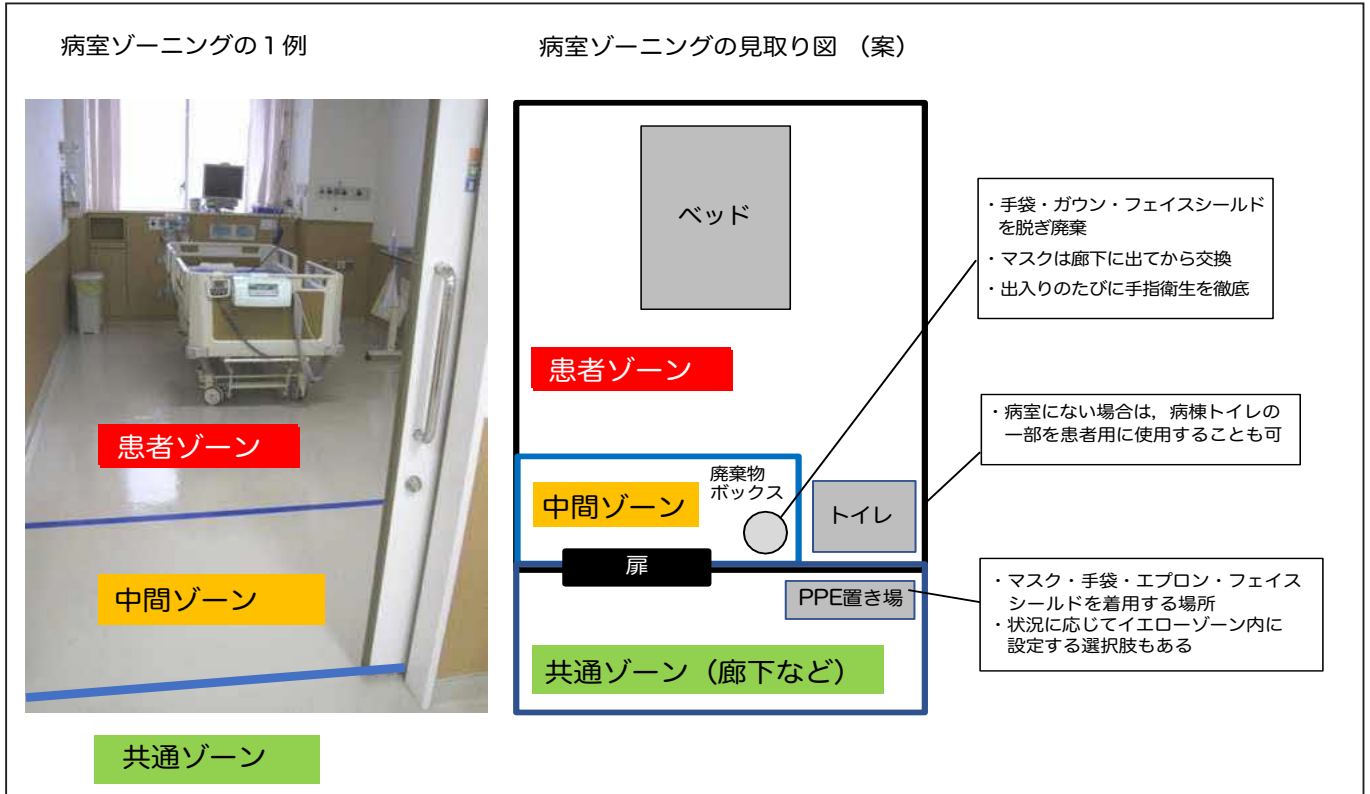 病室ゾーニングの１例
患者ゾーン
中間ゾーン
共通ゾーン
病室ゾーニングの見取り図 （案）
ベッド
患者ゾーン
中間ゾーン
廃棄物
ボックス
トイレ
扉
PPE置き場
共通ゾーン（廊下など）
・手袋・ガウン・フェイスシールド
を脱ぎ廃棄
・マスクは廊下に出てから交換
・出入りのたびに手指衛生を徹底
・病室にない場合は，病棟トイレの
一部を患者用に使用することも可
・マスク・手袋・エプロン・フェイス
シールドを着用する場所
・状況に応じてイエローゾーン内に
設定する選択肢もある